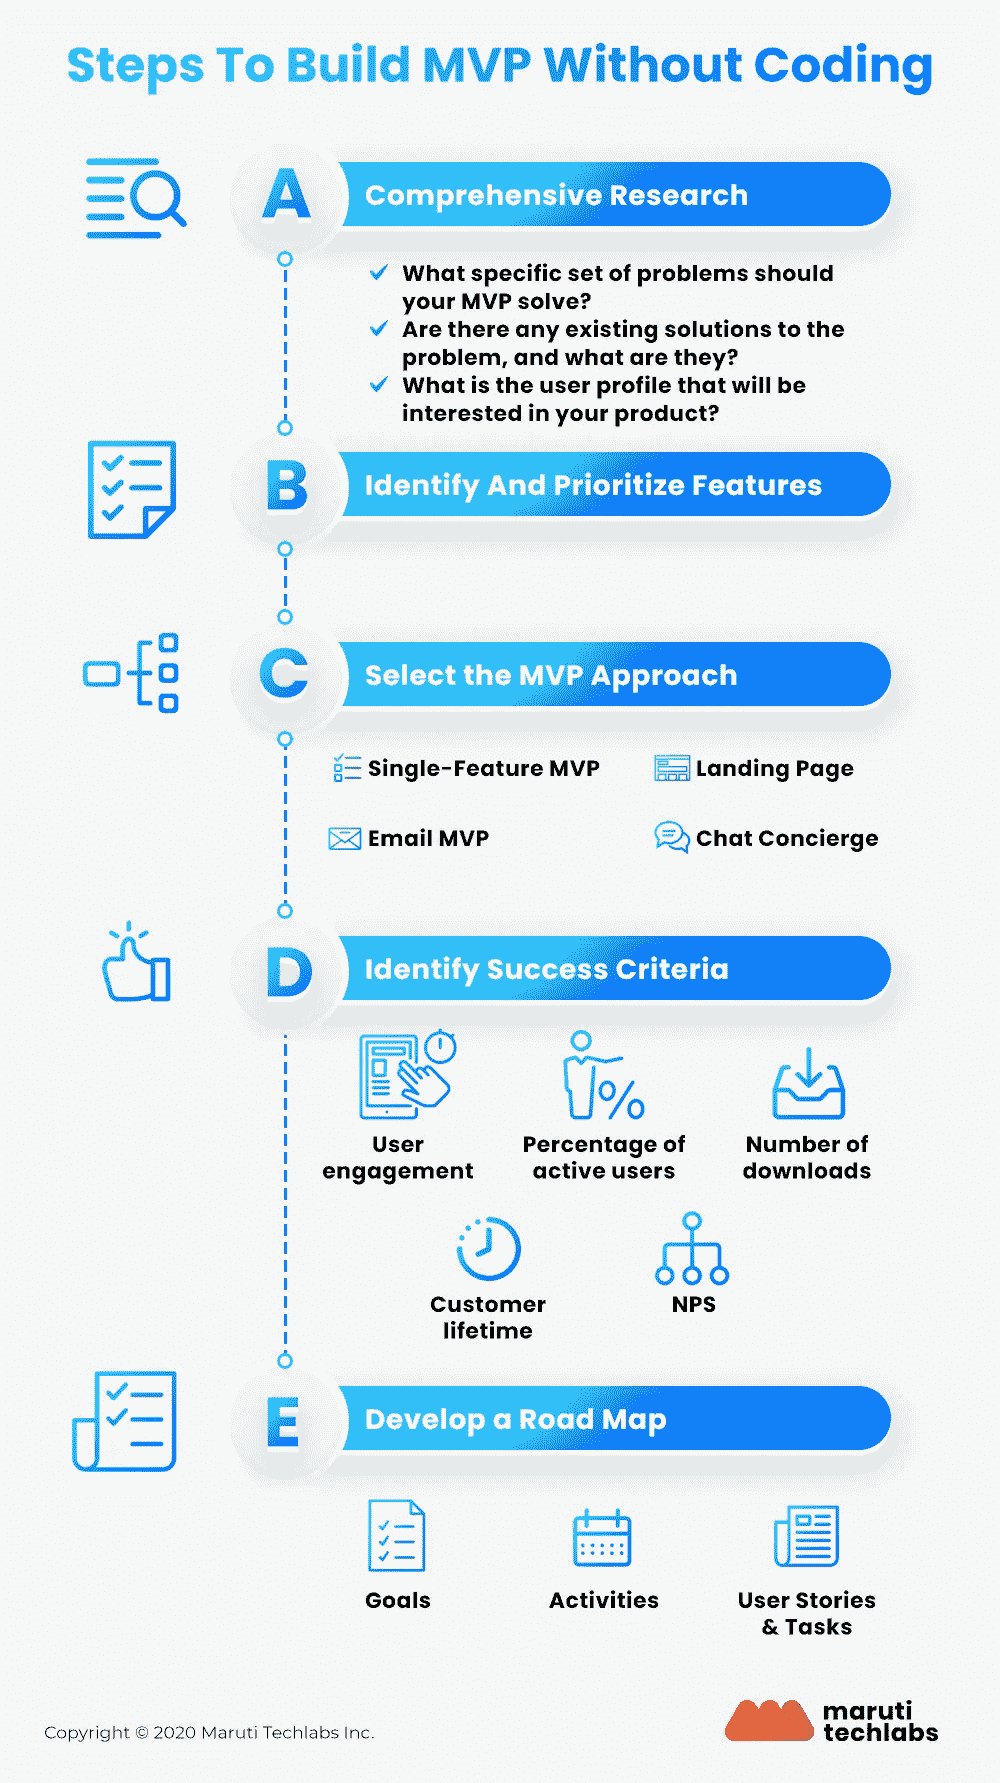 Steps To Build MVP Without Coding
A
Comprehensive Research
What specific set of problems should
your MVP solve?
Are there any existing solutions to the
problem, and what are they?
What is the user profile that will be
interested in your product?
B
Identify And Prioritize Features
C
Select the MVP Approach
Single-Feature MVP
Landing Page
Email MVP
Chat Concierge
D
Identify Success Criteria
%
User
engagement
Percentage of
active users
Number of
downloads
Customer
lifetime
NPS
E
Develop a Road Map
Goals
Activities
User Stories
& Tasks
Copyright © 2020 Maruti Techlabs Inc.
maruti
techlabs